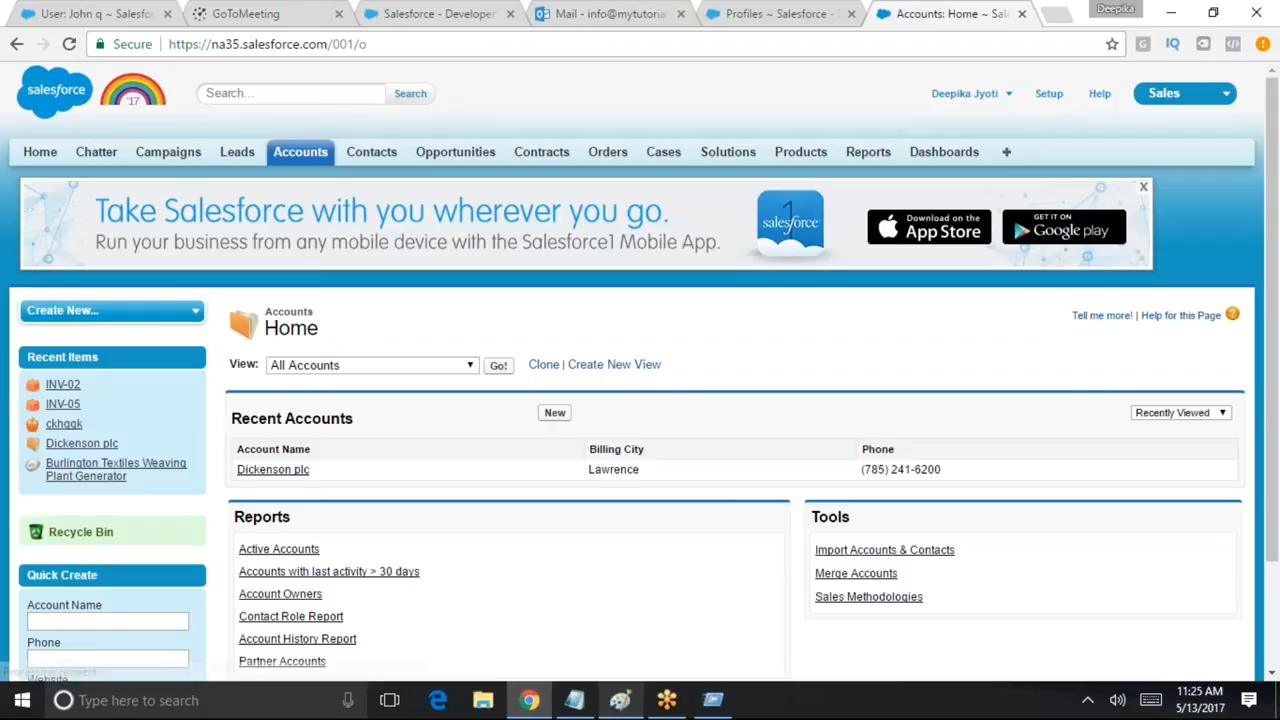 User: John q ~ Salesfo
GoToMeeting
Salesforce - Developer
Mail - info@mytutoria
Profiles ~ Salesforce -
Accounts: Home ~ Sal
Deepika
Secure
https://na35.salesforce.com/001/o
salesforce
'17
Search...
Search
Deepika Jyoti
Setup
Help
Sales
Home
Chatter
Campaigns
Leads
Accounts
Contacts
Opportunities
Contracts
Orders
Cases
Solutions
Products
Reports
Dashboards
+
Take Salesforce with you wherever you go.
Run your business from any mobile device with the Salesforce1 Mobile App.
1
salesforce
Download on the
App Store
GET IT ON
Google play
X
Create New...
Accounts
Home
Tell me more! | Help for this Page
View:
All Accounts
Go!
Clone | Create New View
Recent Items
INV-02
INV-05
ckhgqk
Dickenson plc
Burlington Textiles Weaving
Plant Generator
Recent Accounts
New
Recently Viewed
Account Name
Billing City
Phone
Dickenson plc
Lawrence
(785) 241-6200
Recycle Bin
Reports
Active Accounts
Accounts with last activity > 30 days
Account Owners
Contact Role Report
Account History Report
Partner Accounts
Tools
Import Accounts & Contacts
Merge Accounts
Sales Methodologies
Quick Create
Account Name
Phone
Website
Type here to search
11:25 AM
5/13/2017